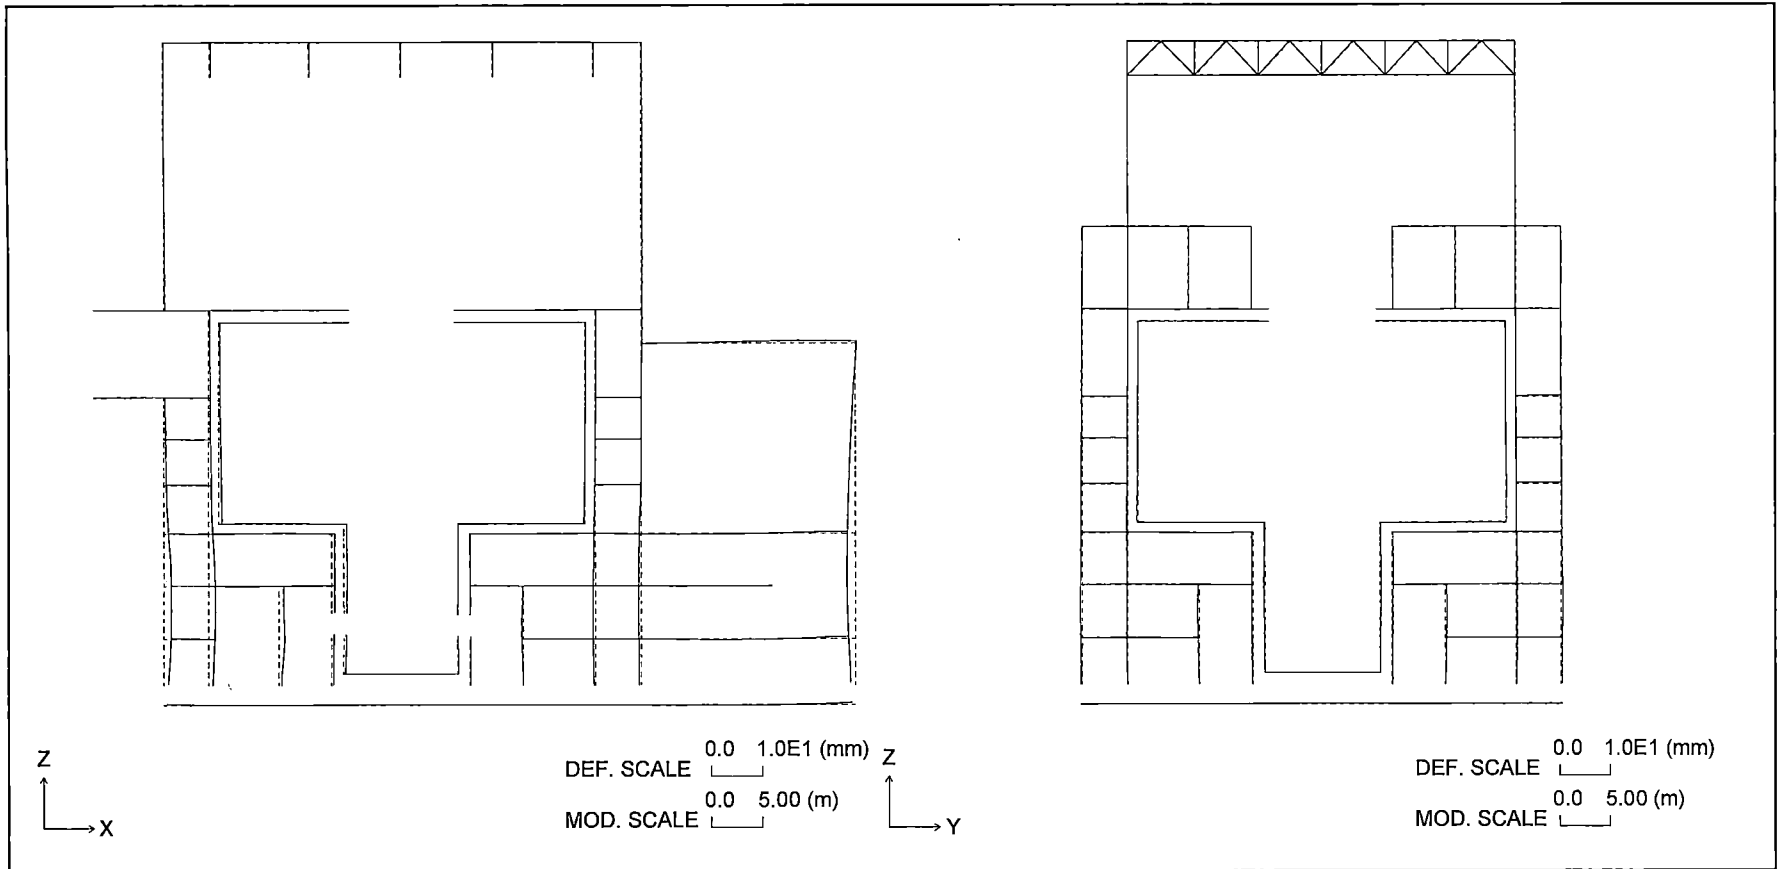 Z
X
0.0 1.0E1 (mm)
DEF. SCALE
0.0 5.00 (m)
MOD. SCALE
Z
Y
0.0 1.0E1 (mm)
DEF. SCALE
0.0 5.00 (m)
MOD. SCALE